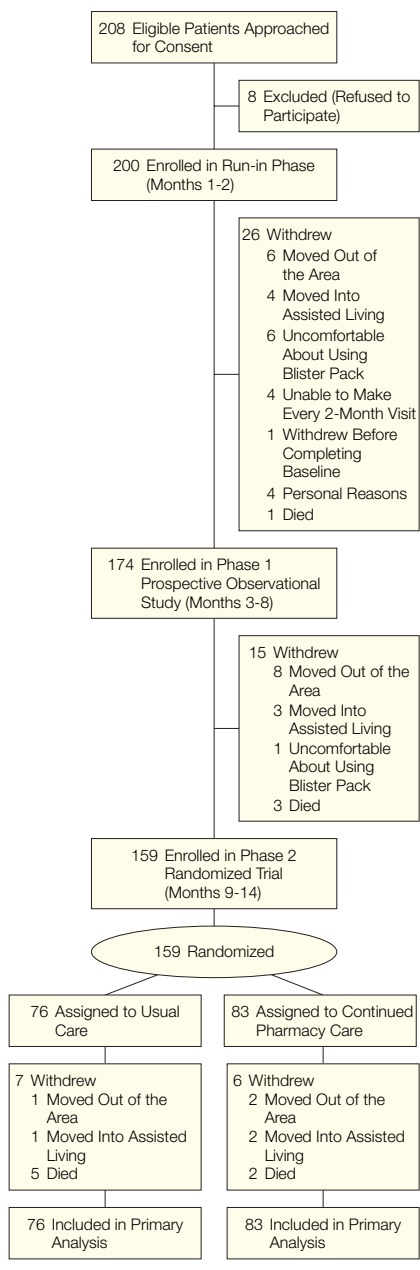 208 Eligible Patients Approached
for Consent
8 Excluded (Refused to
Participate)
200 Enrolled in Run-in Phase
(Months 1-2)
26 Withdrew
6 Moved Out of
the Area
4 Moved Into
Assisted Living
6 Uncomfortable
About Using
Blister Pack
4 Unable to Make
Every 2-Month Visit
1 Withdrew Before
Completing
Baseline
4 Personal Reasons
1 Died
174 Enrolled in Phase 1
Prospective Observational
Study (Months 3-8)
15 Withdrew
8 Moved Out of the
Area
3 Moved Into
Assisted Living
1 Uncomfortable
About Using
Blister Pack
3 Died
159 Enrolled in Phase 2
Randomized Trial
(Months 9-14)
159 Randomized
76 Assigned to Usual
Care
7 Withdrew
1 Moved Out of the
Area
1 Moved Into Assisted
Living
5 Died
76 Included in Primary
Analysis
83 Assigned to Continued
Pharmacy Care
6 Withdrew
2 Moved Out of the
Area
2 Moved Into Assisted
Living
2 Died
83 Included in Primary
Analysis